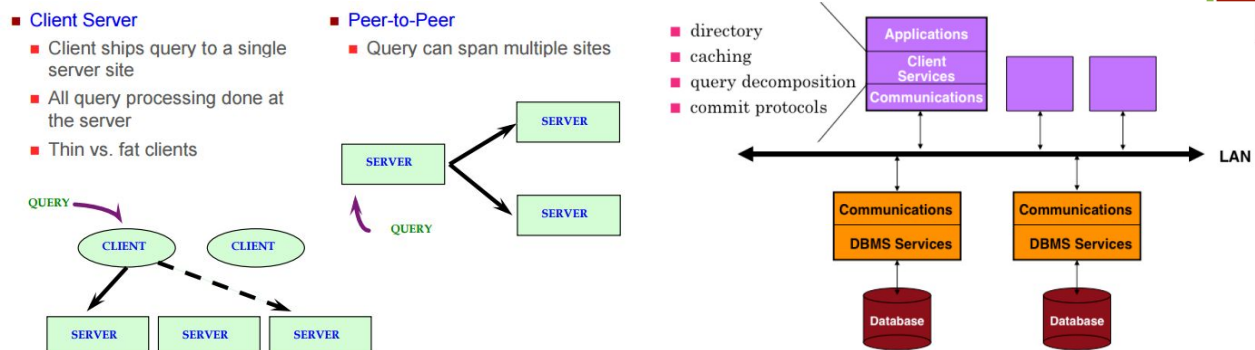 Client Server
Client ships query to a single
server site
All query processing done at
the server
Thin vs. fat clients
QUERY
CLIENT
CLIENT
SERVER
SERVER
SERVER
Peer-to-Peer
Query can span multiple sites
SERVER
SERVER
SERVER
QUERY
directory
caching
query decomposition
commit protocols
Applications
Client
Services
Communications
LAN
Communications
DBMS Services
Database
Communications
DBMS Services
Database